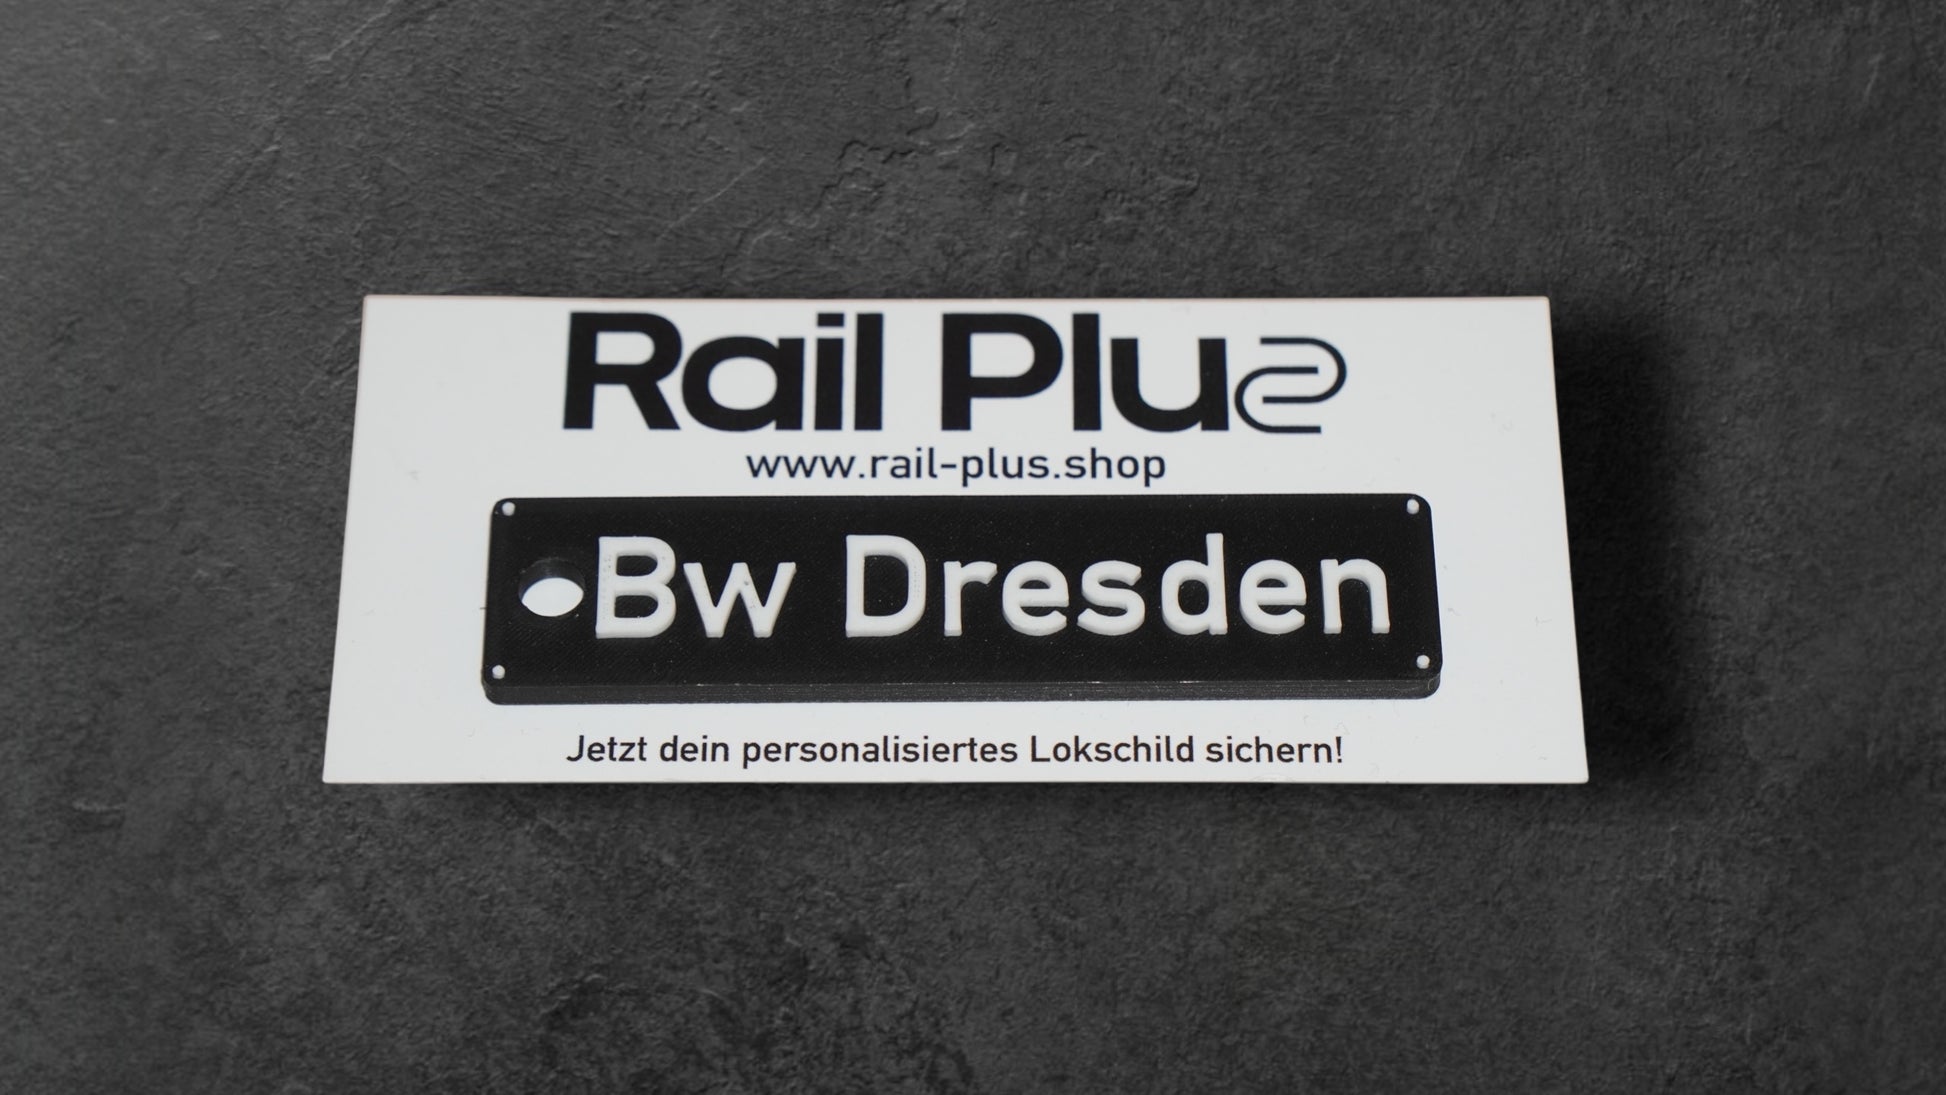 Rail Plus
www.rail-plus.shop
Bw Dresden
Jetzt dein personalisiertes Lokschild sichern!